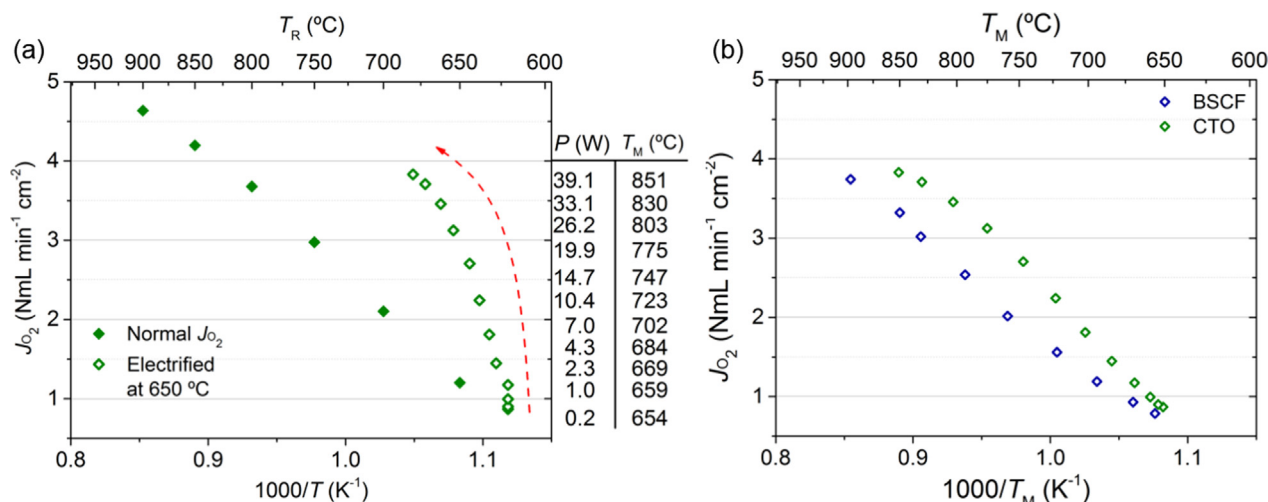 (a)
T_R (ºC)
950 900 850 800 750 700 650 600
J_O2 (NmL min⁻¹ cm⁻²)
5
4
3
2
1
Normal J_O2
Electrified
at 650 ºC
P (W) T_M (ºC)
39.1 851
33.1 830
26.2 803
19.9 775
14.7 747
10.4 723
7.0 702
4.3 684
2.3 669
1.0 659
0.2 654
0.8 0.9 1.0 1.1
1000/T (K⁻¹)
(b)
T_M (ºC)
950 900 850 800 750 700 650 600
J_O2 (NmL min⁻¹ cm⁻²)
5
4
3
2
1
BSCF
CTO
0.8 0.9 1.0 1.1
1000/T_M (K⁻¹)